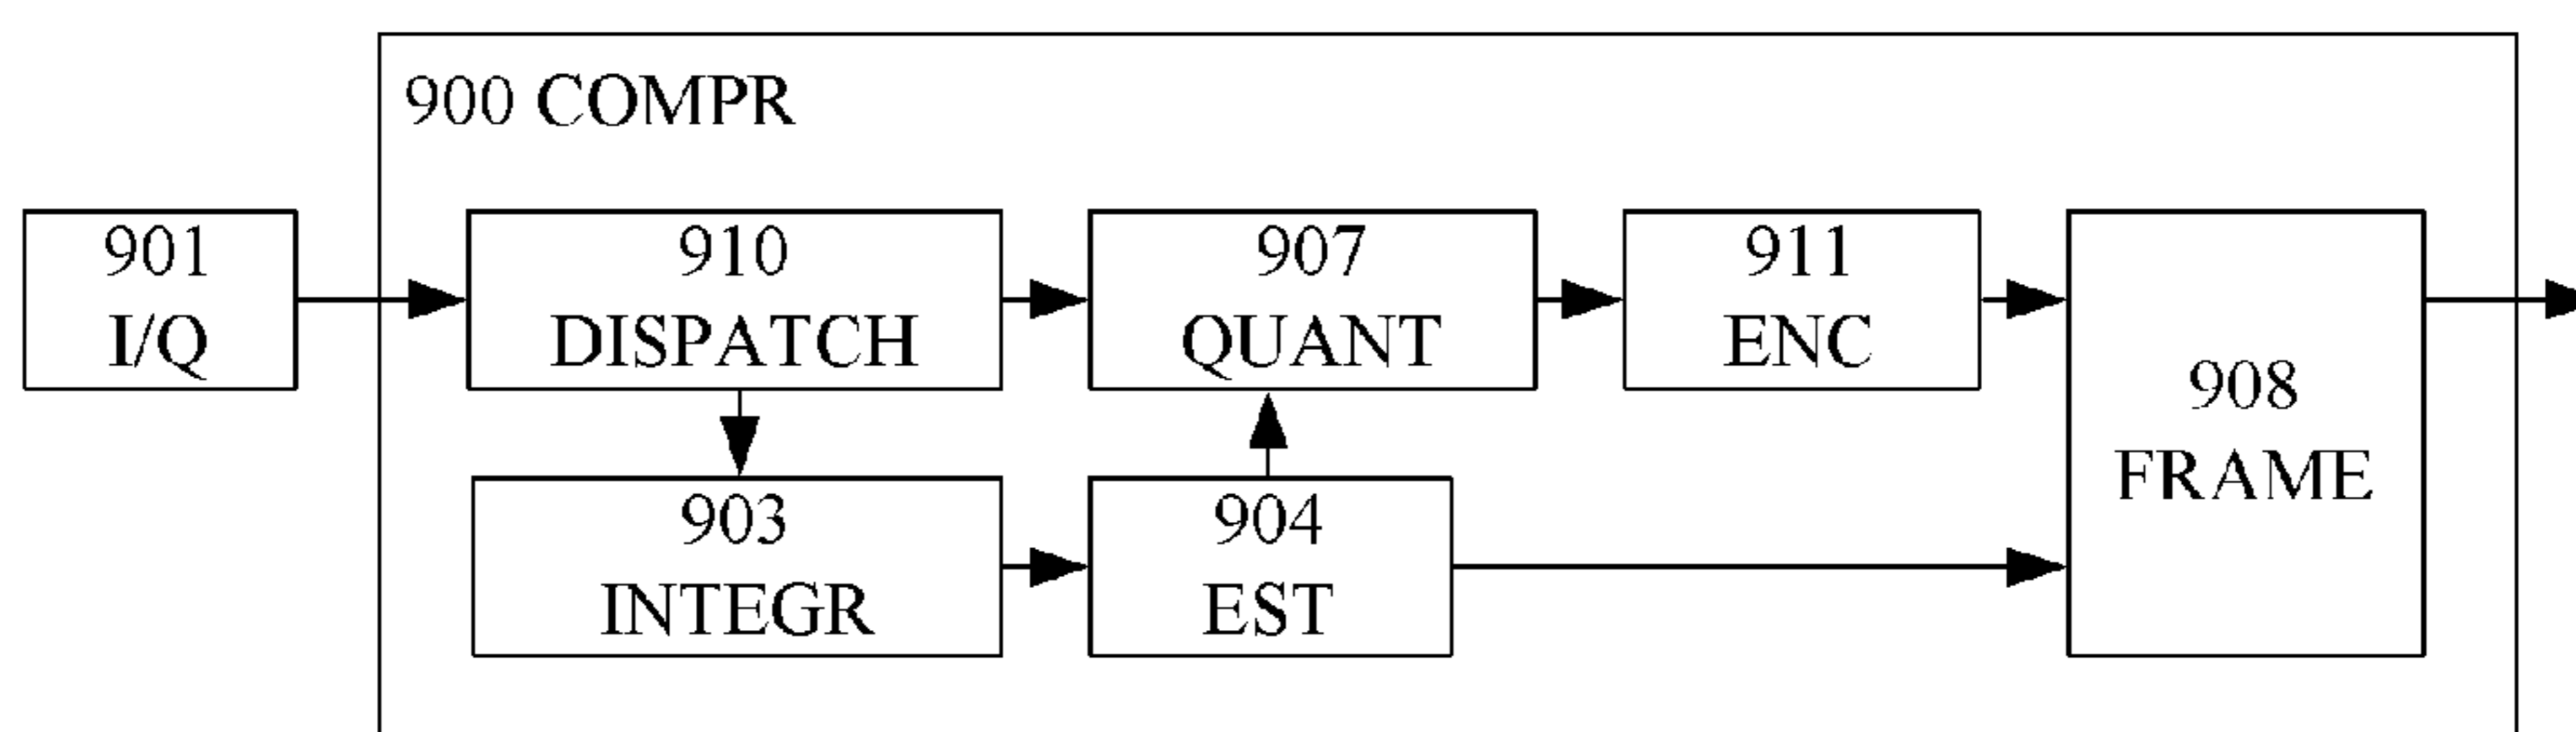 900 COMPR
901
I/Q
910
DISPATCH
907
QUANT
911
ENC
908
FRAME
903
INTEGR
904
EST